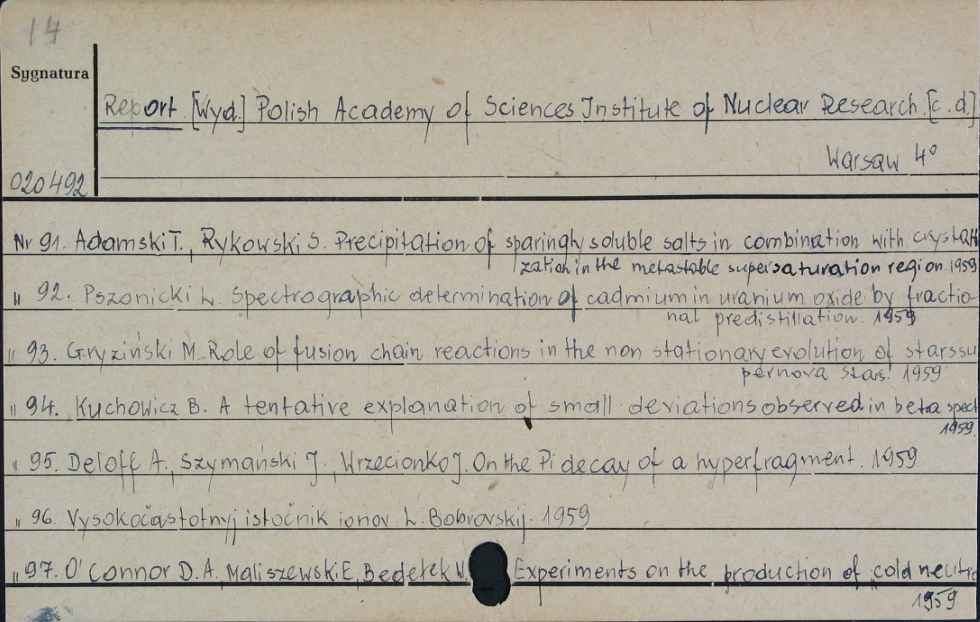 14
Sygnatura
Report [Wyd.] Polish Academy of Sciences Institute of Nuclear Research. [c.d.]
Warsaw 4°
020492
Nr 91. Adamski T., Rykowski S. Precipitation of sparingly soluble salts in combination with crystalli
zation in the metastable supersaturation region 1959
" 92. Pszonicki L. Spectrographic determination of cadmium in uranium oxide by fractio-
nal predistillation. 1959
" 93. Gryziński M. Role of fusion chain reactions in the non stationary evolution of stars su
pernova stars. 1959
" 94. Kuchowicz B. A tentative explanation of small deviations observed in beta spect
1959
" 95. Deloff A., Szymański J., Wrzecionko J. On the Pi decay of a hyperfragment. 1959
" 96. Vysokočastotnyj istočnik ionov L. Bobrovskij. 1959
" 97. O'Connor D.A., Maliszewski E, Bedełek Experiments on the production of "cold neutro
1959